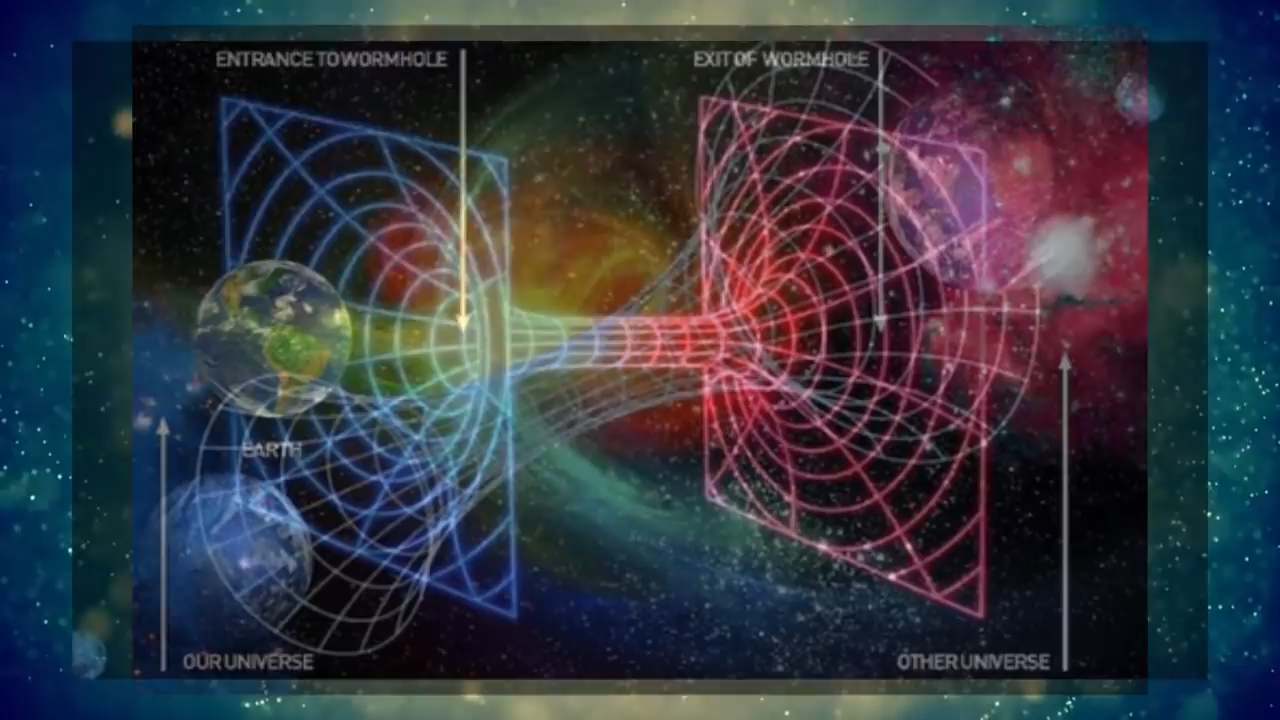 ENTRANCE TO WORMHOLE
EXIT OF WORMHOLE
EARTH
OUR UNIVERSE
OTHER UNIVERSE